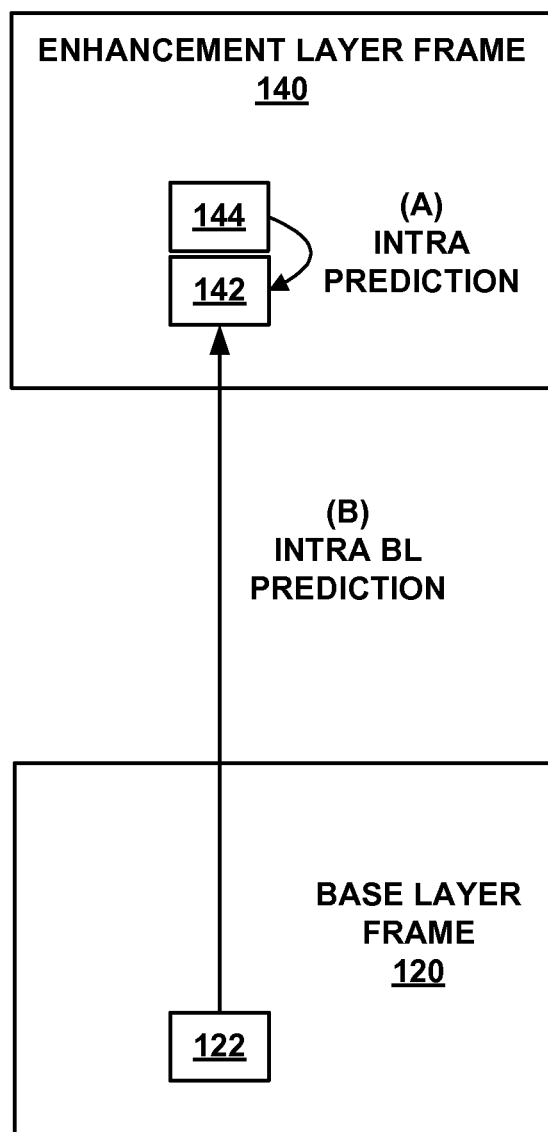 ENHANCEMENT LAYER FRAME
140
144
(A)
INTRA
PREDICTION
142
(B)
INTRA BL
PREDICTION
BASE LAYER
FRAME
120
122